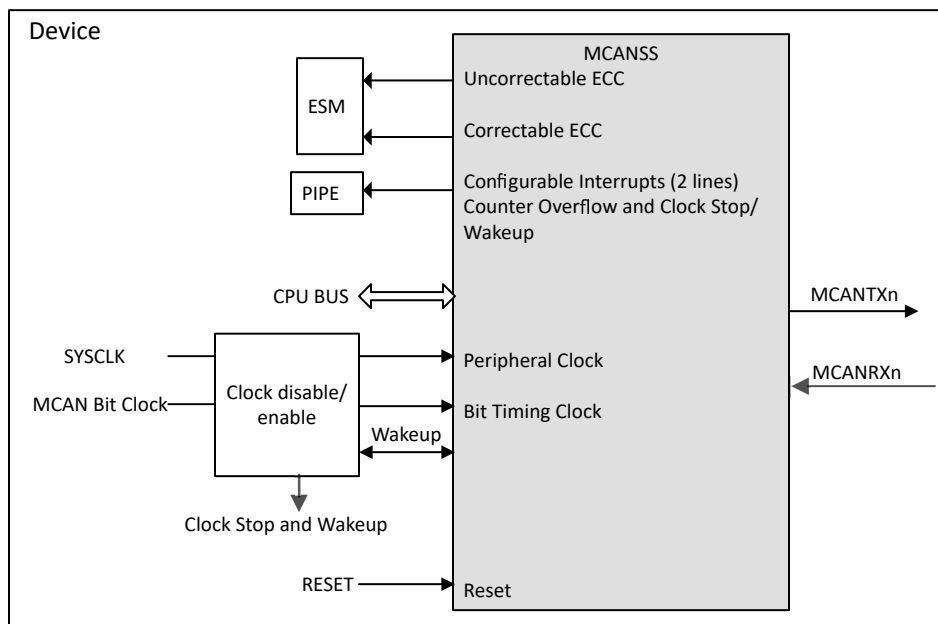 Device
MCANSS
Uncorrectable ECC
ESM
Correctable ECC
Configurable Interrupts (2 lines)
PIPE
Counter Overflow and Clock Stop/
Wakeup
CPU BUS
MCANTXn
SYSCLK
Peripheral Clock
MCANRXn
Clock disable/
enable
MCAN Bit Clock
Bit Timing Clock
Wakeup
Clock Stop and Wakeup
RESET
Reset